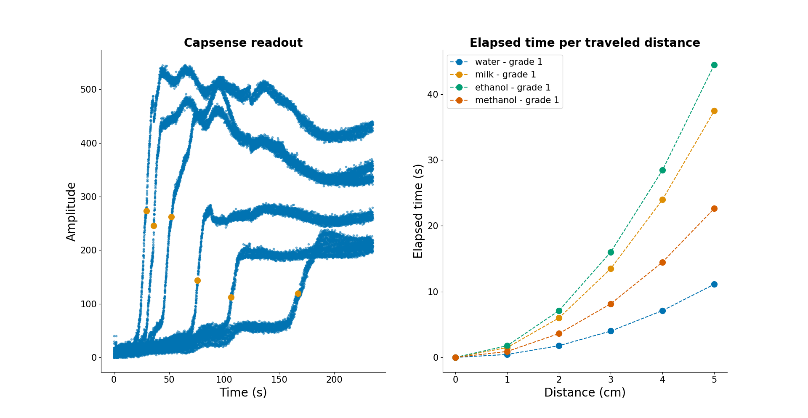 Capsense readout
Amplitude
500
400
300
200
100
0
0 50 100 150 200
Time (s)
Elapsed time per traveled distance
water - grade 1
milk - grade 1
ethanol - grade 1
methanol - grade 1
Elapsed time (s)
40
30
20
10
0
0 1 2 3 4 5
Distance (cm)